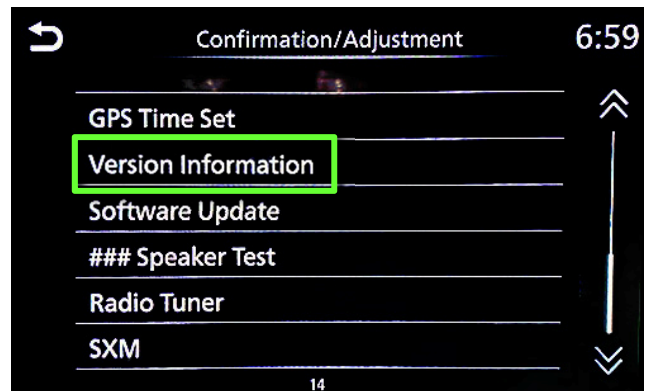 Confirmation/Adjustment 6:59
GPS Time Set
Version Information
Software Update
### Speaker Test
Radio Tuner
SXM
14